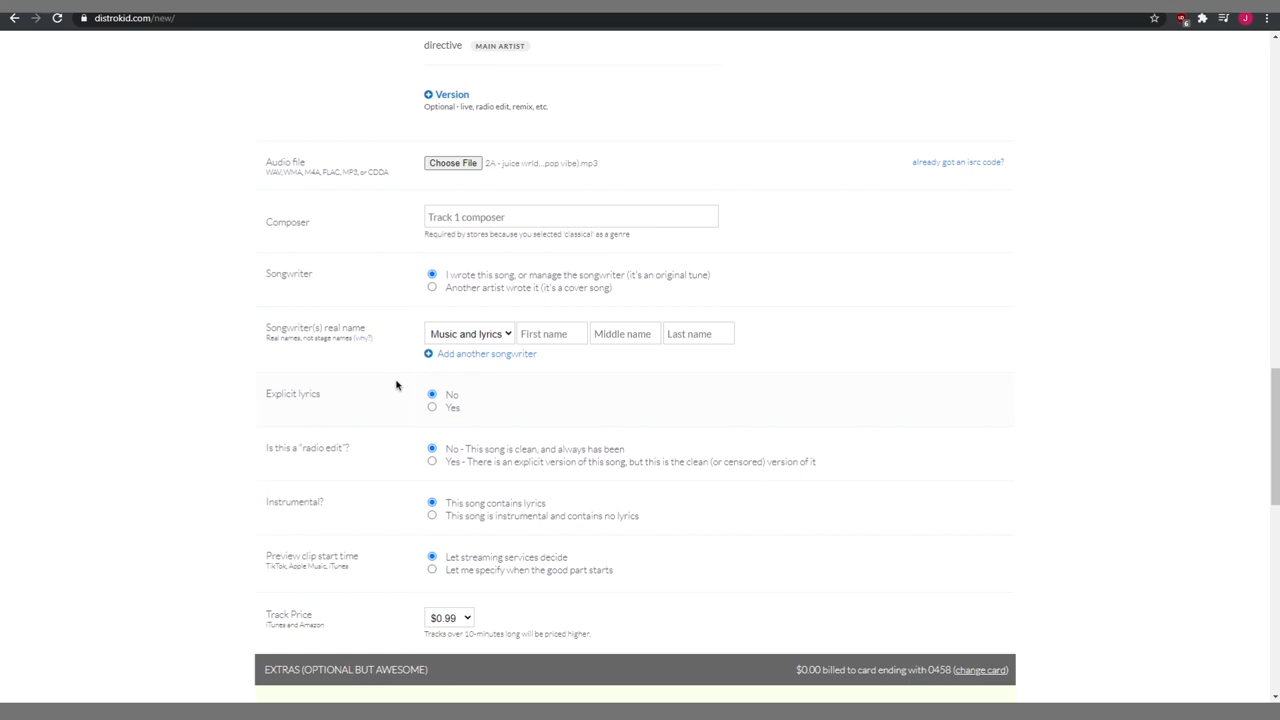 distrokid.com/new/
6
J
directive MAIN ARTIST
Version
Optional - live, radio edit, remix, etc.
Audio file
WAV, WMA, M4A, FLAC, MP3, or CDDA
Choose File 2A - juice wrld...pop vibe).mp3
already got an isrc code?
Composer
Track 1 composer
Required by stores because you selected 'classical' as a genre
Songwriter
I wrote this song, or manage the songwriter (it's an original tune)
Another artist wrote it (it's a cover song)
Songwriter(s) real name
Real names, not stage names (why?)
Music and lyrics First name Middle name Last name
Add another songwriter
Explicit lyrics
No
Yes
Is this a "radio edit"?
No - This song is clean, and always has been
Yes - There is an explicit version of this song, but this is the clean (or censored) version of it
Instrumental?
This song contains lyrics
This song is instrumental and contains no lyrics
Preview clip start time
TikTok, Apple Music, iTunes
Let streaming services decide
Let me specify when the good part starts
Track Price
iTunes and Amazon
$0.99
Tracks over 10-minutes long will be priced higher.
EXTRAS (OPTIONAL BUT AWESOME) $0.00 billed to card ending with 0458 (change card)